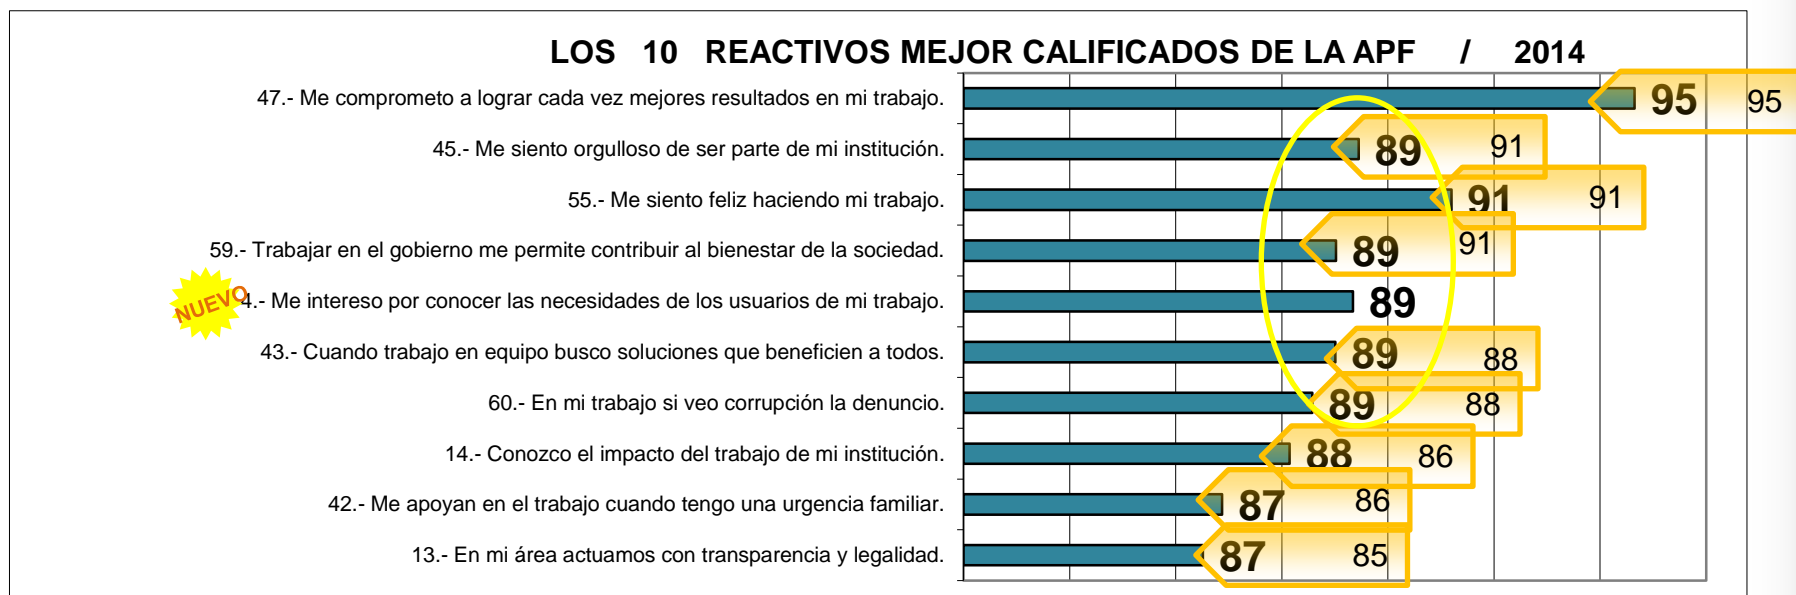 LOS 10 REACTIVOS MEJOR CALIFICADOS DE LA APF / 2014
47.- Me comprometo a lograr cada vez mejores resultados en mi trabajo. 95 95
45.- Me siento orgulloso de ser parte de mi institución. 89 91
55.- Me siento feliz haciendo mi trabajo. 91 91
59.- Trabajar en el gobierno me permite contribuir al bienestar de la sociedad. 89 91
NUEVO 4.- Me intereso por conocer las necesidades de los usuarios de mi trabajo. 89
43.- Cuando trabajo en equipo busco soluciones que beneficien a todos. 89 88
60.- En mi trabajo si veo corrupción la denuncio. 89 88
14.- Conozco el impacto del trabajo de mi institución. 88 86
42.- Me apoyan en el trabajo cuando tengo una urgencia familiar. 87 86
13.- En mi área actuamos con transparencia y legalidad. 87 85